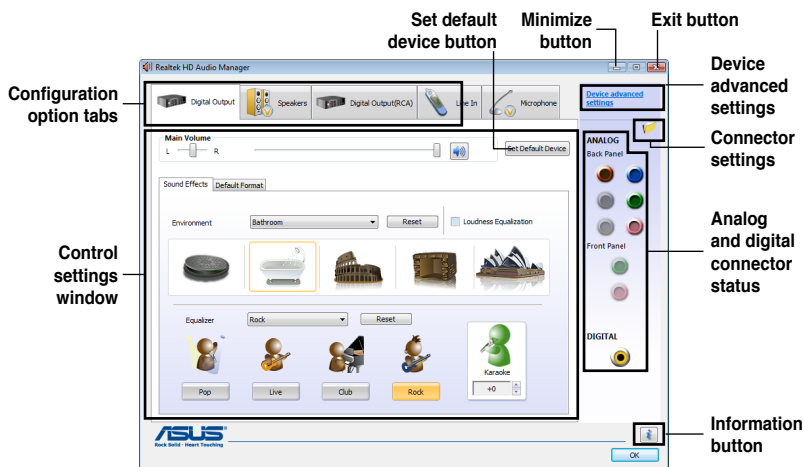 Set default
device button
Minimize
button
Exit button
Realtek HD Audio Manager
Configuration
option tabs
Digital Output
Speakers
Digital Output(RCA)
Line In
Microphone
Device advanced
settings
Device
advanced
settings
Main Volume
L
R
Set Default Device
Connector
settings
ANALOG
Back Panel
Sound Effects
Default Format
Environment
Bathroom
Reset
Loudness Equalization
Control
settings
window
Front Panel
Analog
and digital
connector
status
Equalizer
Rock
Reset
Pop
Live
Club
Rock
Karaoke
+0
DIGITAL
ASUS
Rock Solid · Heart Touching
Information
button
OK